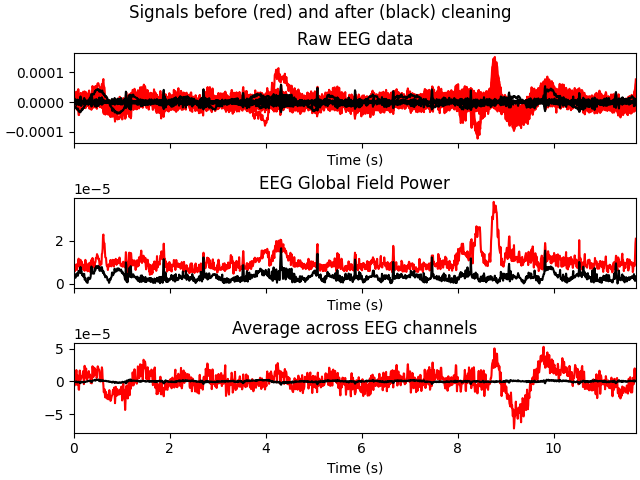 Signals before (red) and after (black) cleaning
Raw EEG data
0.0001
0.0000
−0.0001
Time (s)
EEG Global Field Power
1e−5
2
0
Time (s)
Average across EEG channels
1e−5
5
0
−5
0 2 4 6 8 10
Time (s)